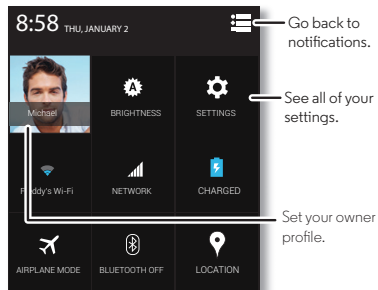 8:58 THU, JANUARY 2
Go back to
notifications.
Michael
BRIGHTNESS
SETTINGS
See all of your
settings.
Wi-Fi
NETWORK
CHARGED
Set your owner
profile.
AIRPLANE MODE
BLUETOOTH OFF
LOCATION